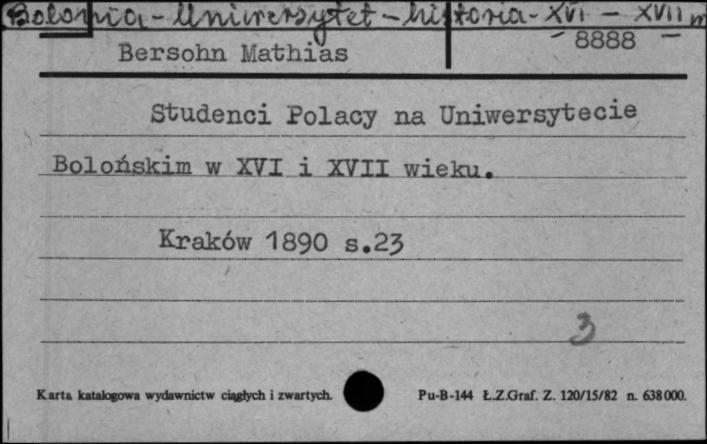 Bolonia - Uniwersytet - historia - XVI - XVII w
8888
Bersohn Mathias
Studenci Polacy na Uniwersytecie
Bolońskim w XVI i XVII wieku.
Kraków 1890 s.23
3
Karta katalogowa wydawnictw ciągłych i zwartych. Pu-B-144 Ł.Z.Graf. Z. 120/15/82 n. 638000.